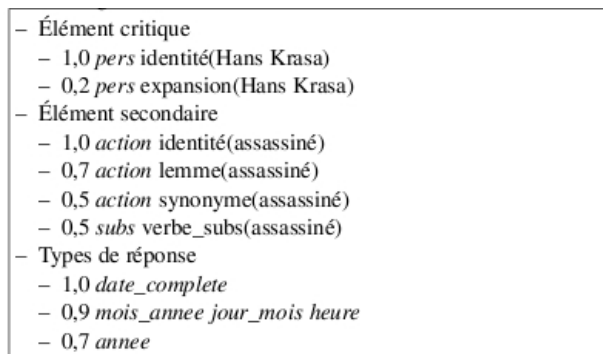 – Élément critique
– 1,0 pers identité(Hans Krasa)
– 0,2 pers expansion(Hans Krasa)
– Élément secondaire
– 1,0 action identité(assassiné)
– 0,7 action lemme(assassiné)
– 0,5 action synonyme(assassiné)
– 0,5 subs verbe_subs(assassiné)
– Types de réponse
– 1,0 date_complete
– 0,9 mois_annee jour_mois heure
– 0,7 annee